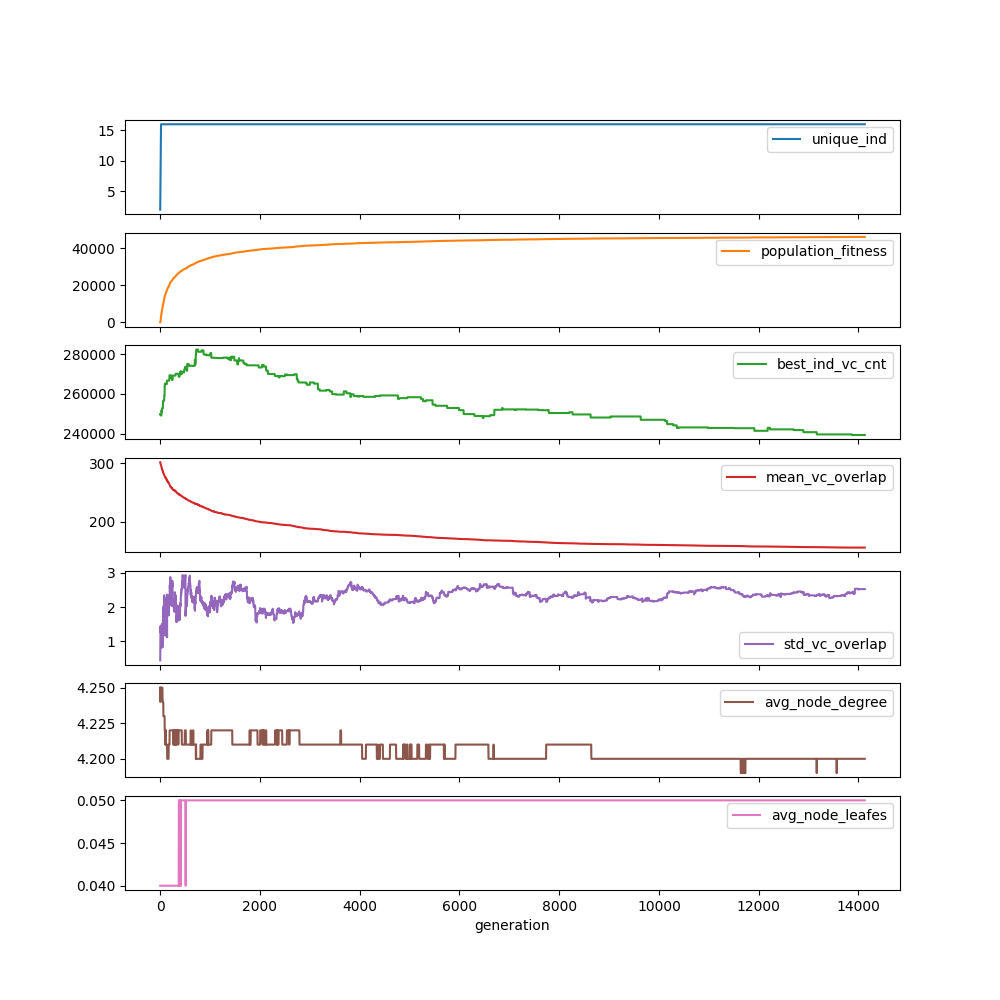 15
10
5
unique_ind
40000
20000
0
population_fitness
280000
260000
240000
best_ind_vc_cnt
300
200
mean_vc_overlap
3
2
1
std_vc_overlap
4.250
4.225
4.200
avg_node_degree
0.050
0.045
0.040
avg_node_leafes
0 2000 4000 6000 8000 10000 12000 14000
generation